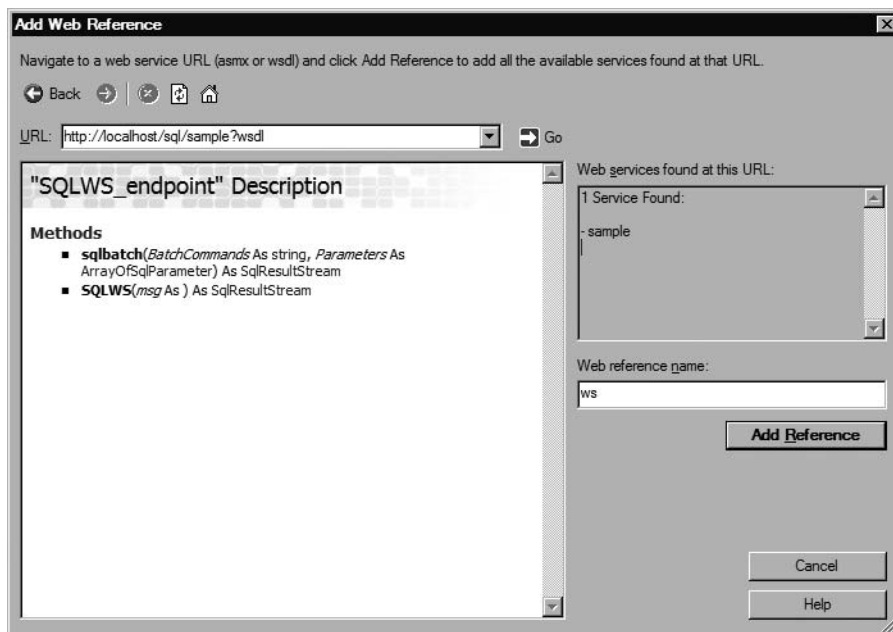 Add Web Reference
Navigate to a web service URL (asmx or wsdl) and click Add Reference to add all the available services found at that URL.
Back
URL: http://localhost/sql/sample?wsdl
Go
"SQLWS_endpoint" Description
Methods
▪ sqlbatch(BatchCommands As string, Parameters As
ArrayOfSqlParameter) As SqlResultStream
▪ SQLWS(msg As ) As SqlResultStream
Web services found at this URL:
1 Service Found:
- sample
Web reference name:
ws
Add Reference
Cancel
Help